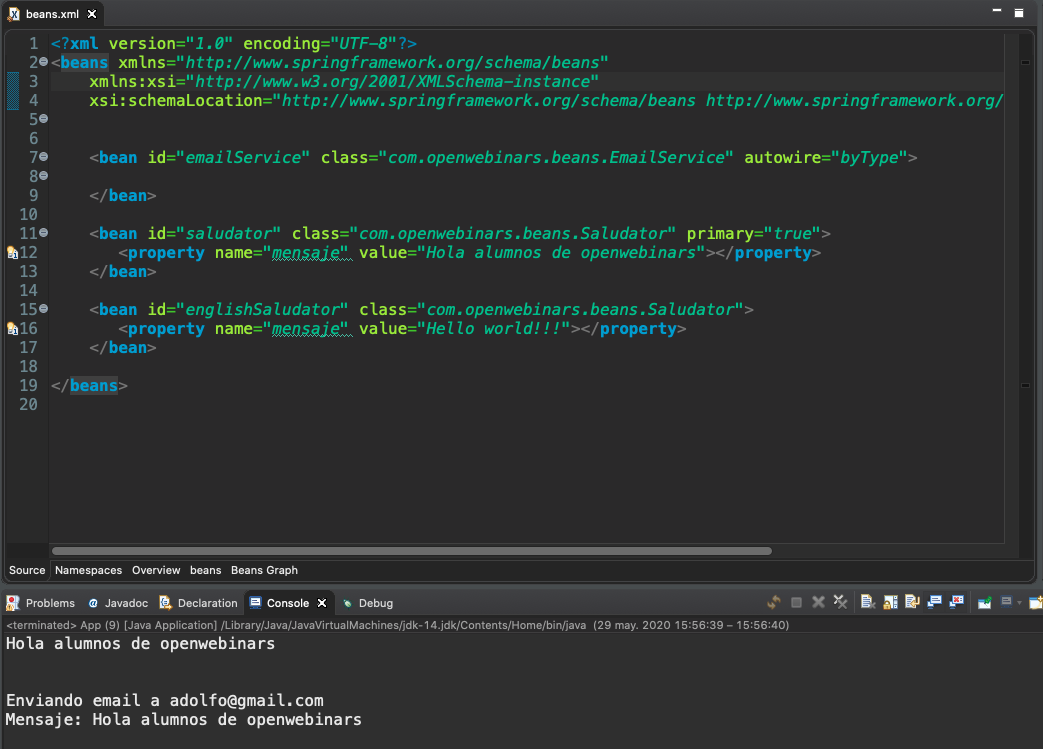 beans.xml
1 <?xml version="1.0" encoding="UTF-8"?>
2 <beans xmlns="http://www.springframework.org/schema/beans"
3     xmlns:xsi="http://www.w3.org/2001/XMLSchema-instance"
4     xsi:schemaLocation="http://www.springframework.org/schema/beans http://www.springframework.org/
5
6
7     <bean id="emailService" class="com.openwebinars.beans.EmailService" autowire="byType">
8
9     </bean>
10
11     <bean id="saludator" class="com.openwebinars.beans.Saludator" primary="true">
12        <property name="mensaje" value="Hola alumnos de openwebinars"></property>
13     </bean>
14
15     <bean id="englishSaludator" class="com.openwebinars.beans.Saludator">
16        <property name="mensaje" value="Hello world!!!"></property>
17     </bean>
18
19 </beans>
20
Source Namespaces Overview beans Beans Graph
Problems Javadoc Declaration Console Debug
<terminated> App (9) [Java Application] /Library/Java/JavaVirtualMachines/jdk-14.jdk/Contents/Home/bin/java (29 may. 2020 15:56:39 – 15:56:40)
Hola alumnos de openwebinars
Enviando email a adolfo@gmail.com
Mensaje: Hola alumnos de openwebinars